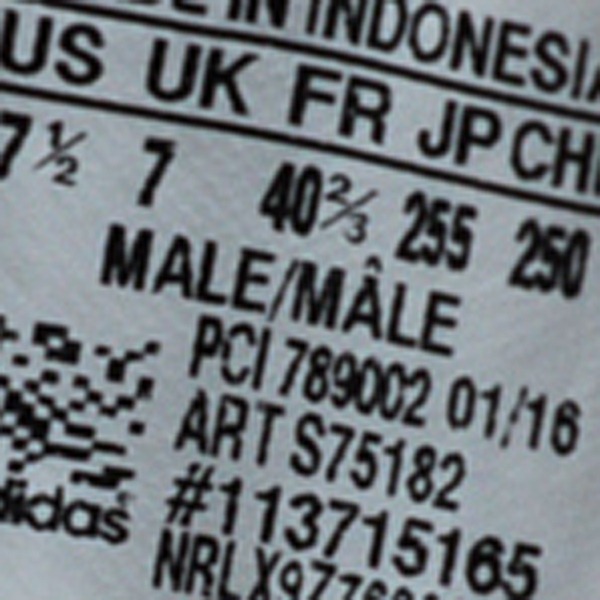 IN INDONESIA
US UK FR JP CHN
7½ 7 40⅔ 255 250
MALE/MÂLE
PCI 789002 01/16
ART S75182
#113715165
adidas